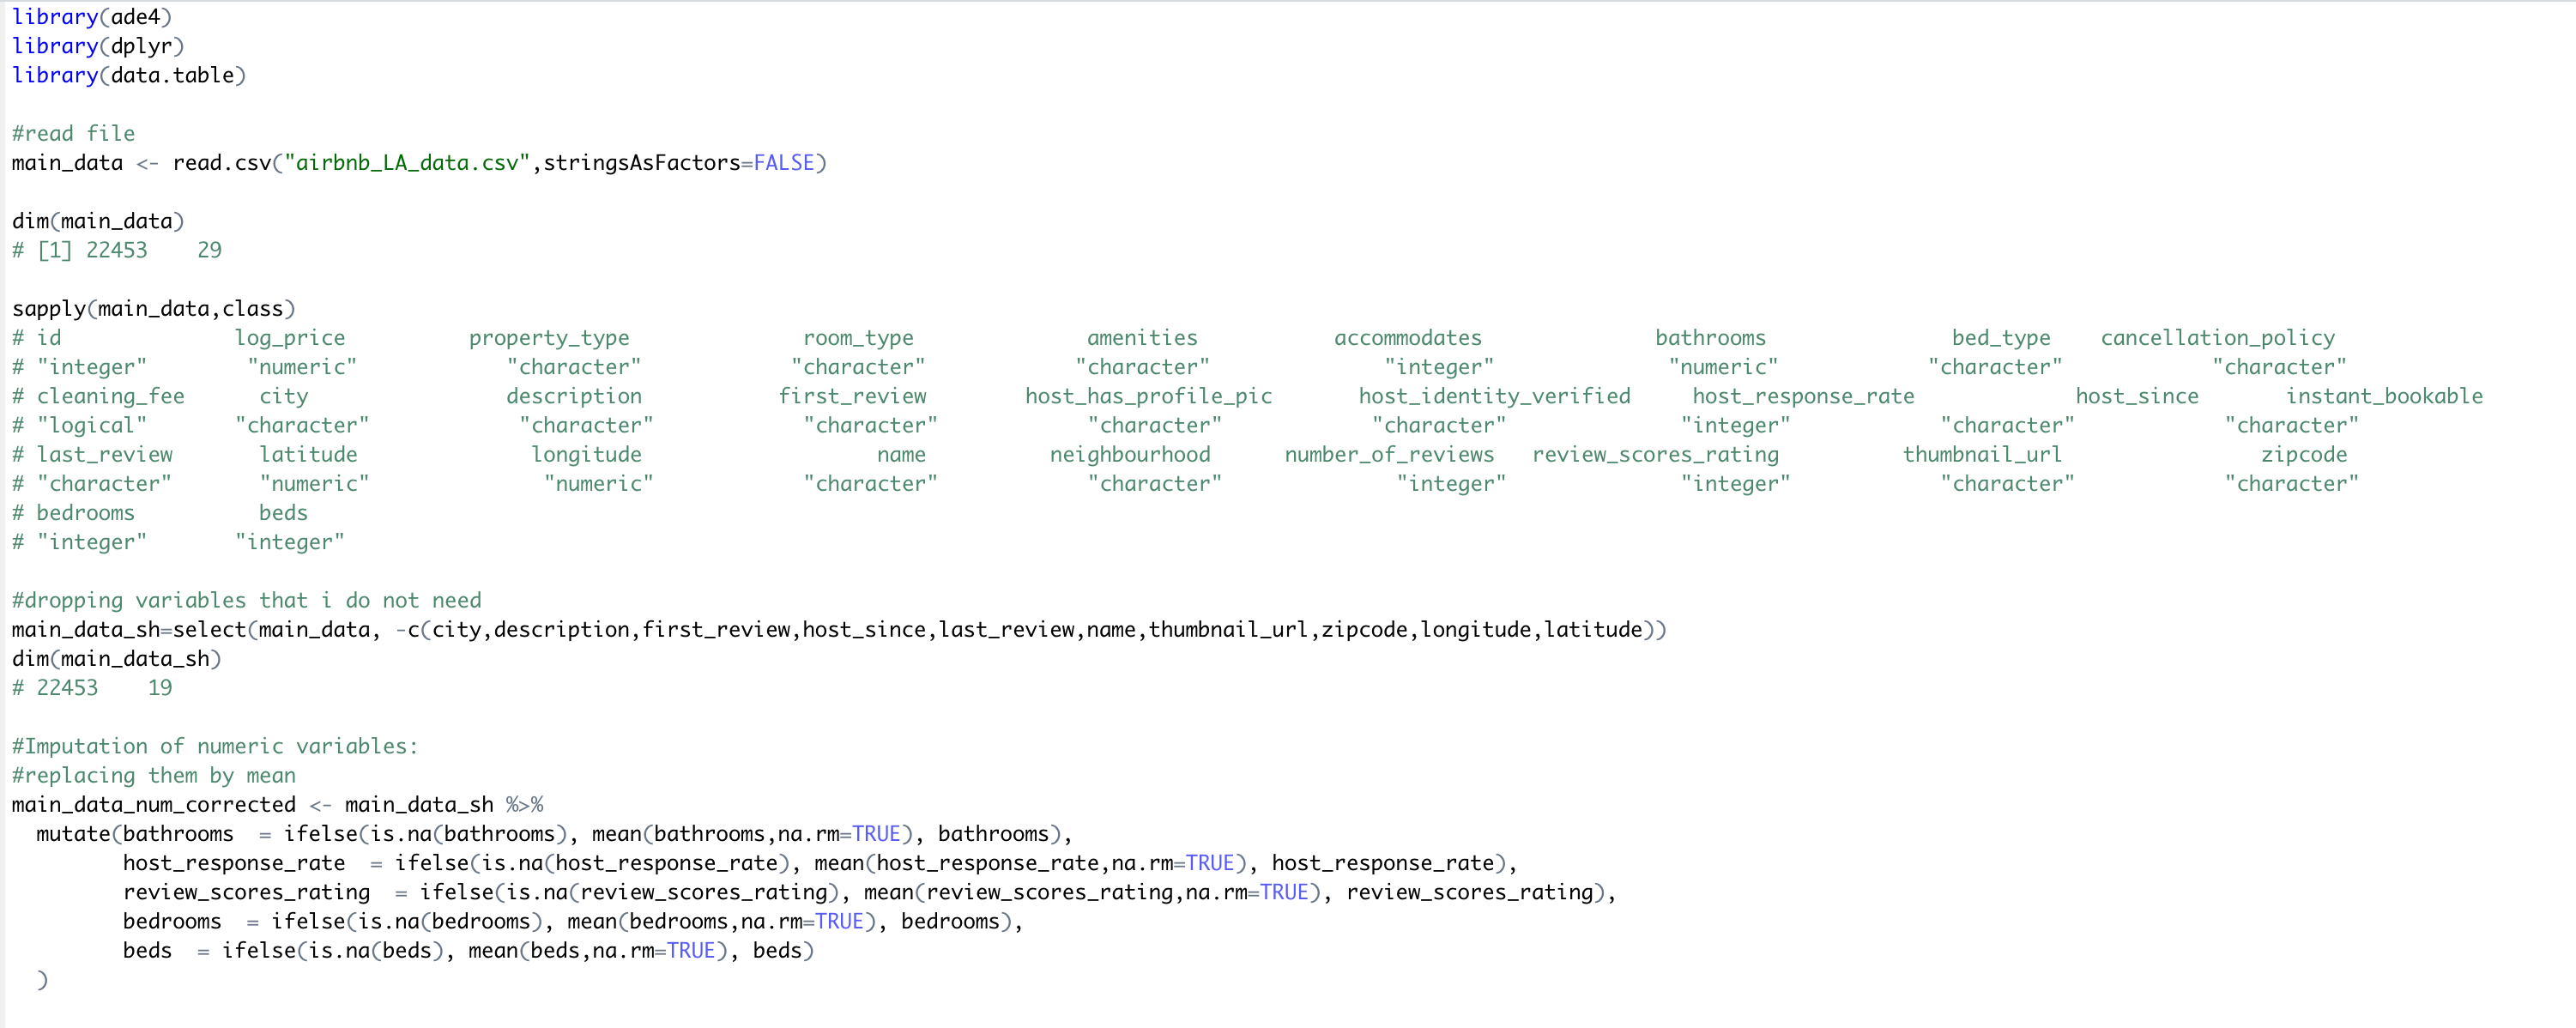 library(ade4)
library(dplyr)
library(data.table)
#read file
main_data <- read.csv("airbnb_LA_data.csv",stringsAsFactors=FALSE)
dim(main_data)
# [1] 22453    29
sapply(main_data,class)
# id log_price property_type room_type amenities accommodates bathrooms bed_type cancellation_policy
# "integer" "numeric" "character" "character" "character" "integer" "numeric" "character" "character"
# cleaning_fee city description first_review host_has_profile_pic host_identity_verified host_response_rate host_since instant_bookable
# "logical" "character" "character" "character" "character" "character" "integer" "character" "character"
# last_review latitude longitude name neighbourhood number_of_reviews review_scores_rating thumbnail_url zipcode
# "character" "numeric" "numeric" "character" "character" "integer" "integer" "character" "character"
# bedrooms beds
# "integer" "integer"
#dropping variables that i do not need
main_data_sh=select(main_data, -c(city,description,first_review,host_since,last_review,name,thumbnail_url,zipcode,longitude,latitude))
dim(main_data_sh)
# 22453    19
#Imputation of numeric variables:
#replacing them by mean
main_data_num_corrected <- main_data_sh %>%
  mutate(bathrooms  = ifelse(is.na(bathrooms), mean(bathrooms,na.rm=TRUE), bathrooms),
         host_response_rate  = ifelse(is.na(host_response_rate), mean(host_response_rate,na.rm=TRUE), host_response_rate),
         review_scores_rating  = ifelse(is.na(review_scores_rating), mean(review_scores_rating,na.rm=TRUE), review_scores_rating),
         bedrooms  = ifelse(is.na(bedrooms), mean(bedrooms,na.rm=TRUE), bedrooms),
         beds  = ifelse(is.na(beds), mean(beds,na.rm=TRUE), beds)
  )